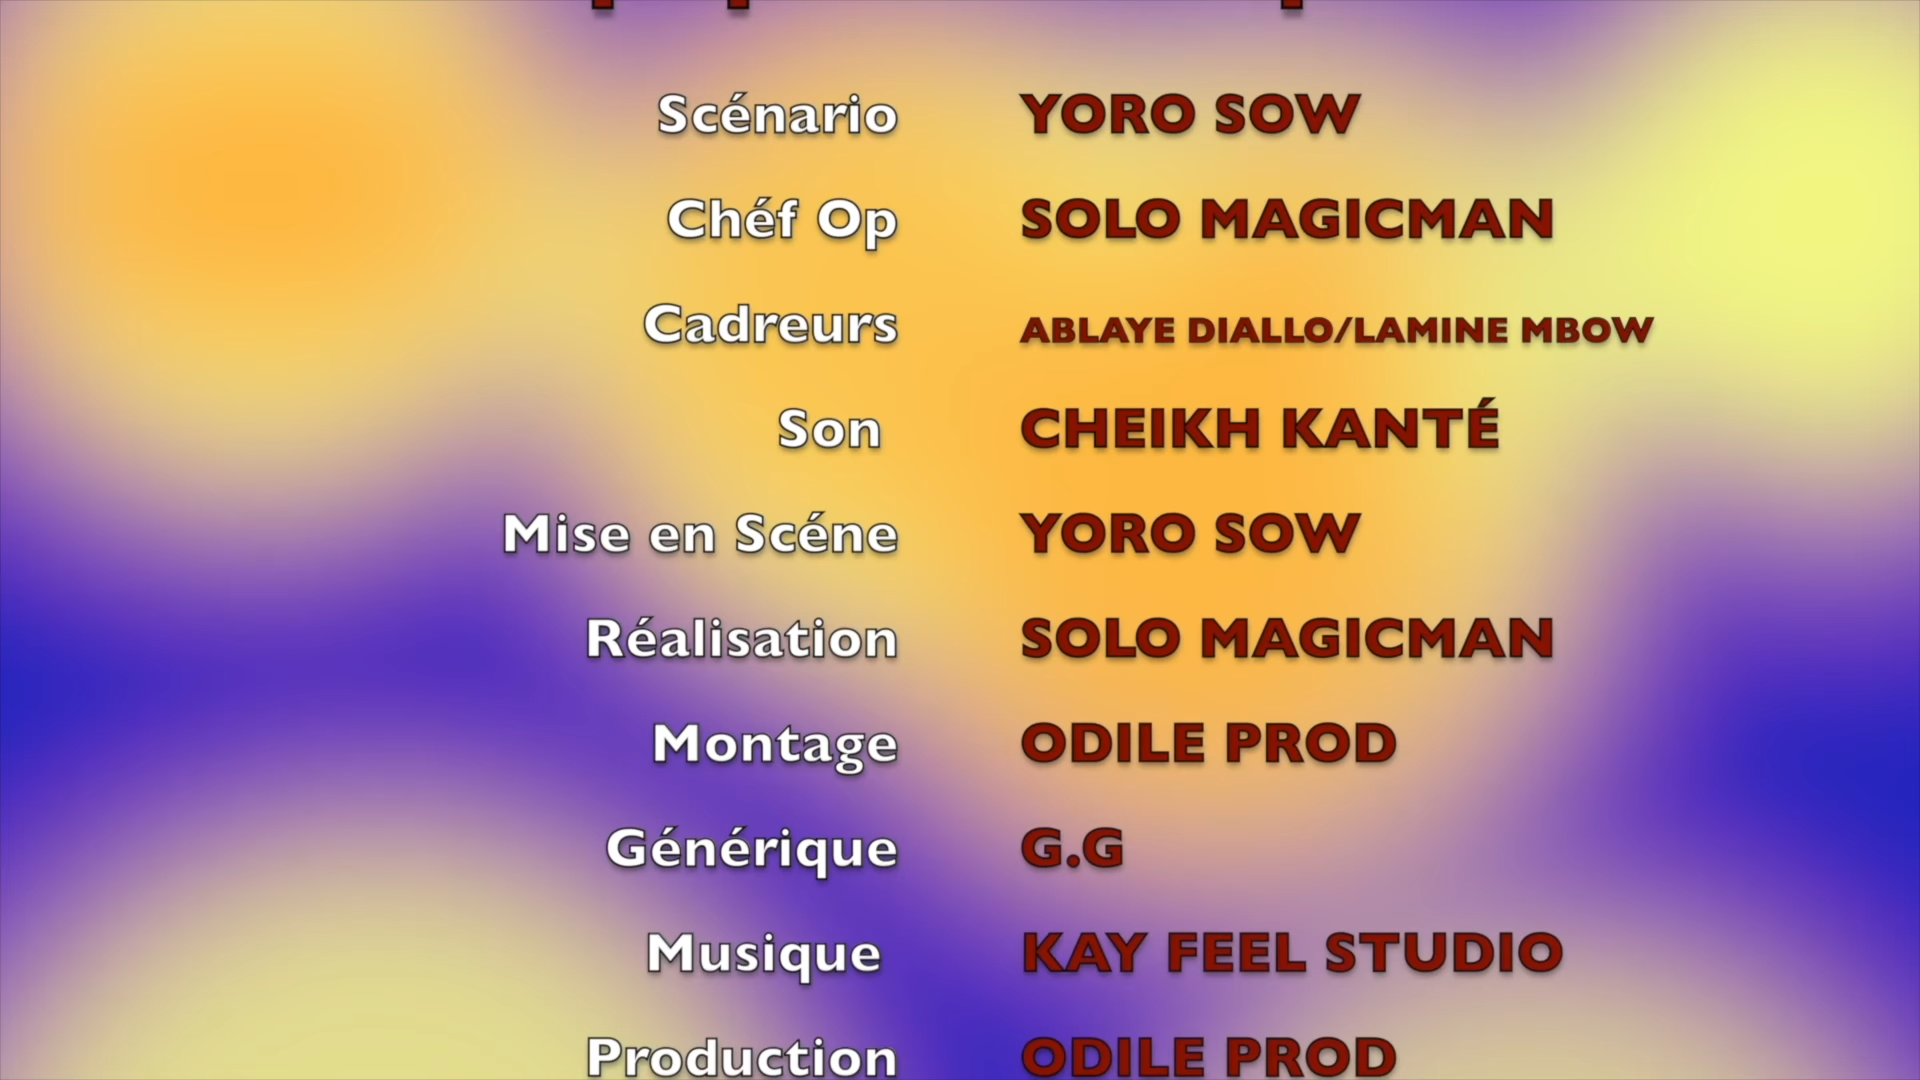 Scénario YORO SOW
Chéf Op SOLO MAGICMAN
Cadreurs ABLAYE DIALLO/LAMINE MBOW
Son CHEIKH KANTÉ
Mise en Scéne YORO SOW
Réalisation SOLO MAGICMAN
Montage ODILE PROD
Générique G.G
Musique KAY FEEL STUDIO
Production ODILE PROD